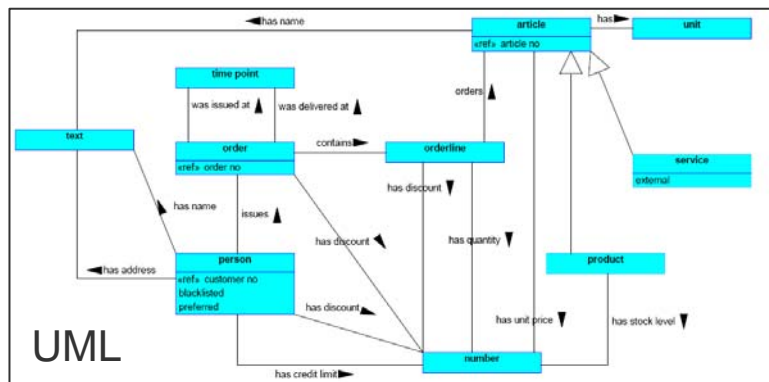 has name
article
«ref» article no
has
unit
time point
was issued at
was delivered at
orders
text
order
«ref» order no
contains
orderline
service
external
has discount
has name
issues
has discount
has quantity
product
has address
person
«ref» customer no
blacklisted
preferred
has discount
has unit price
has stock level
UML
number
has credit limit